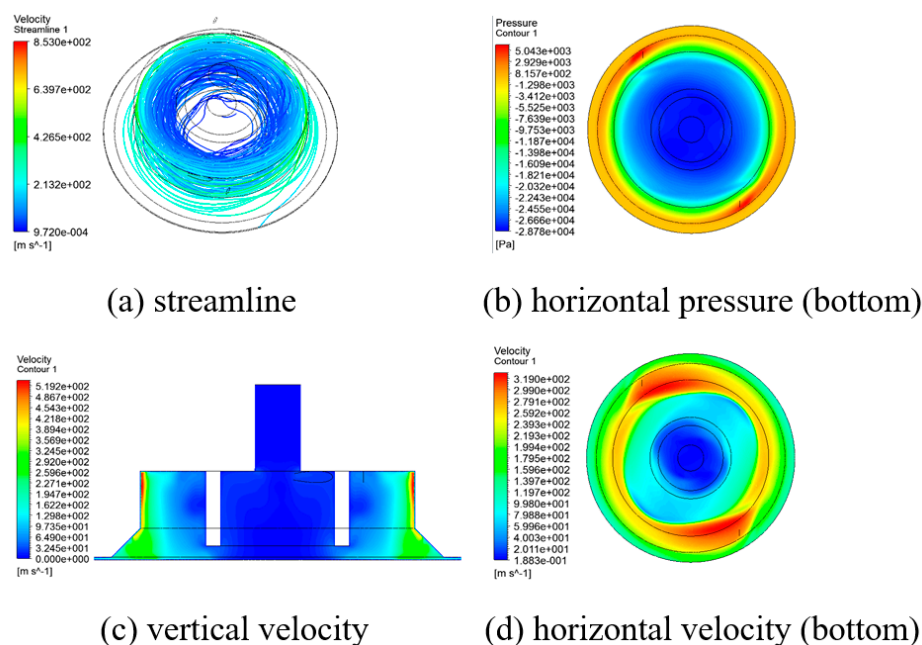 Velocity
Streamline 1
8.530e+002
6.397e+002
4.265e+002
2.132e+002
9.720e-004
[m s^-1]
Pressure
Contour 1
5.043e+003
2.929e+003
8.157e+002
-1.298e+003
-3.412e+003
-5.525e+003
-7.639e+003
-9.753e+003
-1.187e+004
-1.398e+004
-1.609e+004
-1.821e+004
-2.032e+004
-2.243e+004
-2.455e+004
-2.666e+004
-2.878e+004
[Pa]
(a) streamline
(b) horizontal pressure (bottom)
Velocity
Contour 1
5.192e+002
4.867e+002
4.543e+002
4.218e+002
3.894e+002
3.569e+002
3.245e+002
2.920e+002
2.596e+002
2.271e+002
1.947e+002
1.622e+002
1.298e+002
9.735e+001
6.490e+001
3.245e+001
0.000e+000
[m s^-1]
Velocity
Contour 1
3.190e+002
2.990e+002
2.791e+002
2.592e+002
2.393e+002
2.193e+002
1.994e+002
1.795e+002
1.596e+002
1.396e+002
1.197e+002
9.980e+001
7.988e+001
5.996e+001
4.003e+001
2.011e+001
1.883e-001
[m s^-1]
(c) vertical velocity
(d) horizontal velocity (bottom)